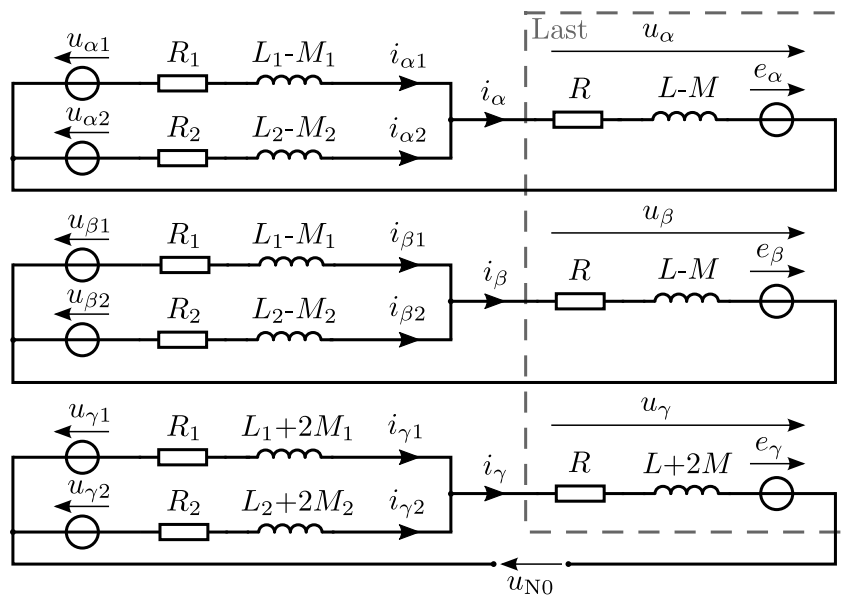 Last
u_α
u_α1 R_1 L_1-M_1 i_α1
i_α R L-M e_α
u_α2 R_2 L_2-M_2 i_α2
u_β
u_β1 R_1 L_1-M_1 i_β1
i_β R L-M e_β
u_β2 R_2 L_2-M_2 i_β2
u_γ
u_γ1 R_1 L_1+2M_1 i_γ1
i_γ R L+2M e_γ
u_γ2 R_2 L_2+2M_2 i_γ2
u_N0